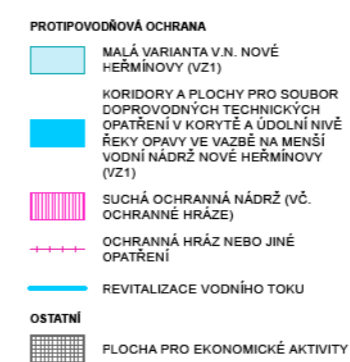 PROTIPOVODŇOVÁ OCHRANA
MALÁ VARIANTA V.N. NOVÉ
HEŘMÍNOVY (VZ1)
KORIDORY A PLOCHY PRO SOUBOR
DOPROVODNÝCH TECHNICKÝCH
OPATŘENÍ V KORYTĚ A ÚDOLNÍ NIVĚ
ŘEKY OPAVY VE VAZBĚ NA MENŠÍ
VODNÍ NÁDRŽ NOVÉ HEŘMÍNOVY
(VZ1)
SUCHÁ OCHRANNÁ NÁDRŽ (VČ.
OCHRANNÉ HRÁZE)
OCHRANNÁ HRÁZ NEBO JINÉ
OPATŘENÍ
REVITALIZACE VODNÍHO TOKU
OSTATNÍ
PLOCHA PRO EKONOMICKÉ AKTIVITY